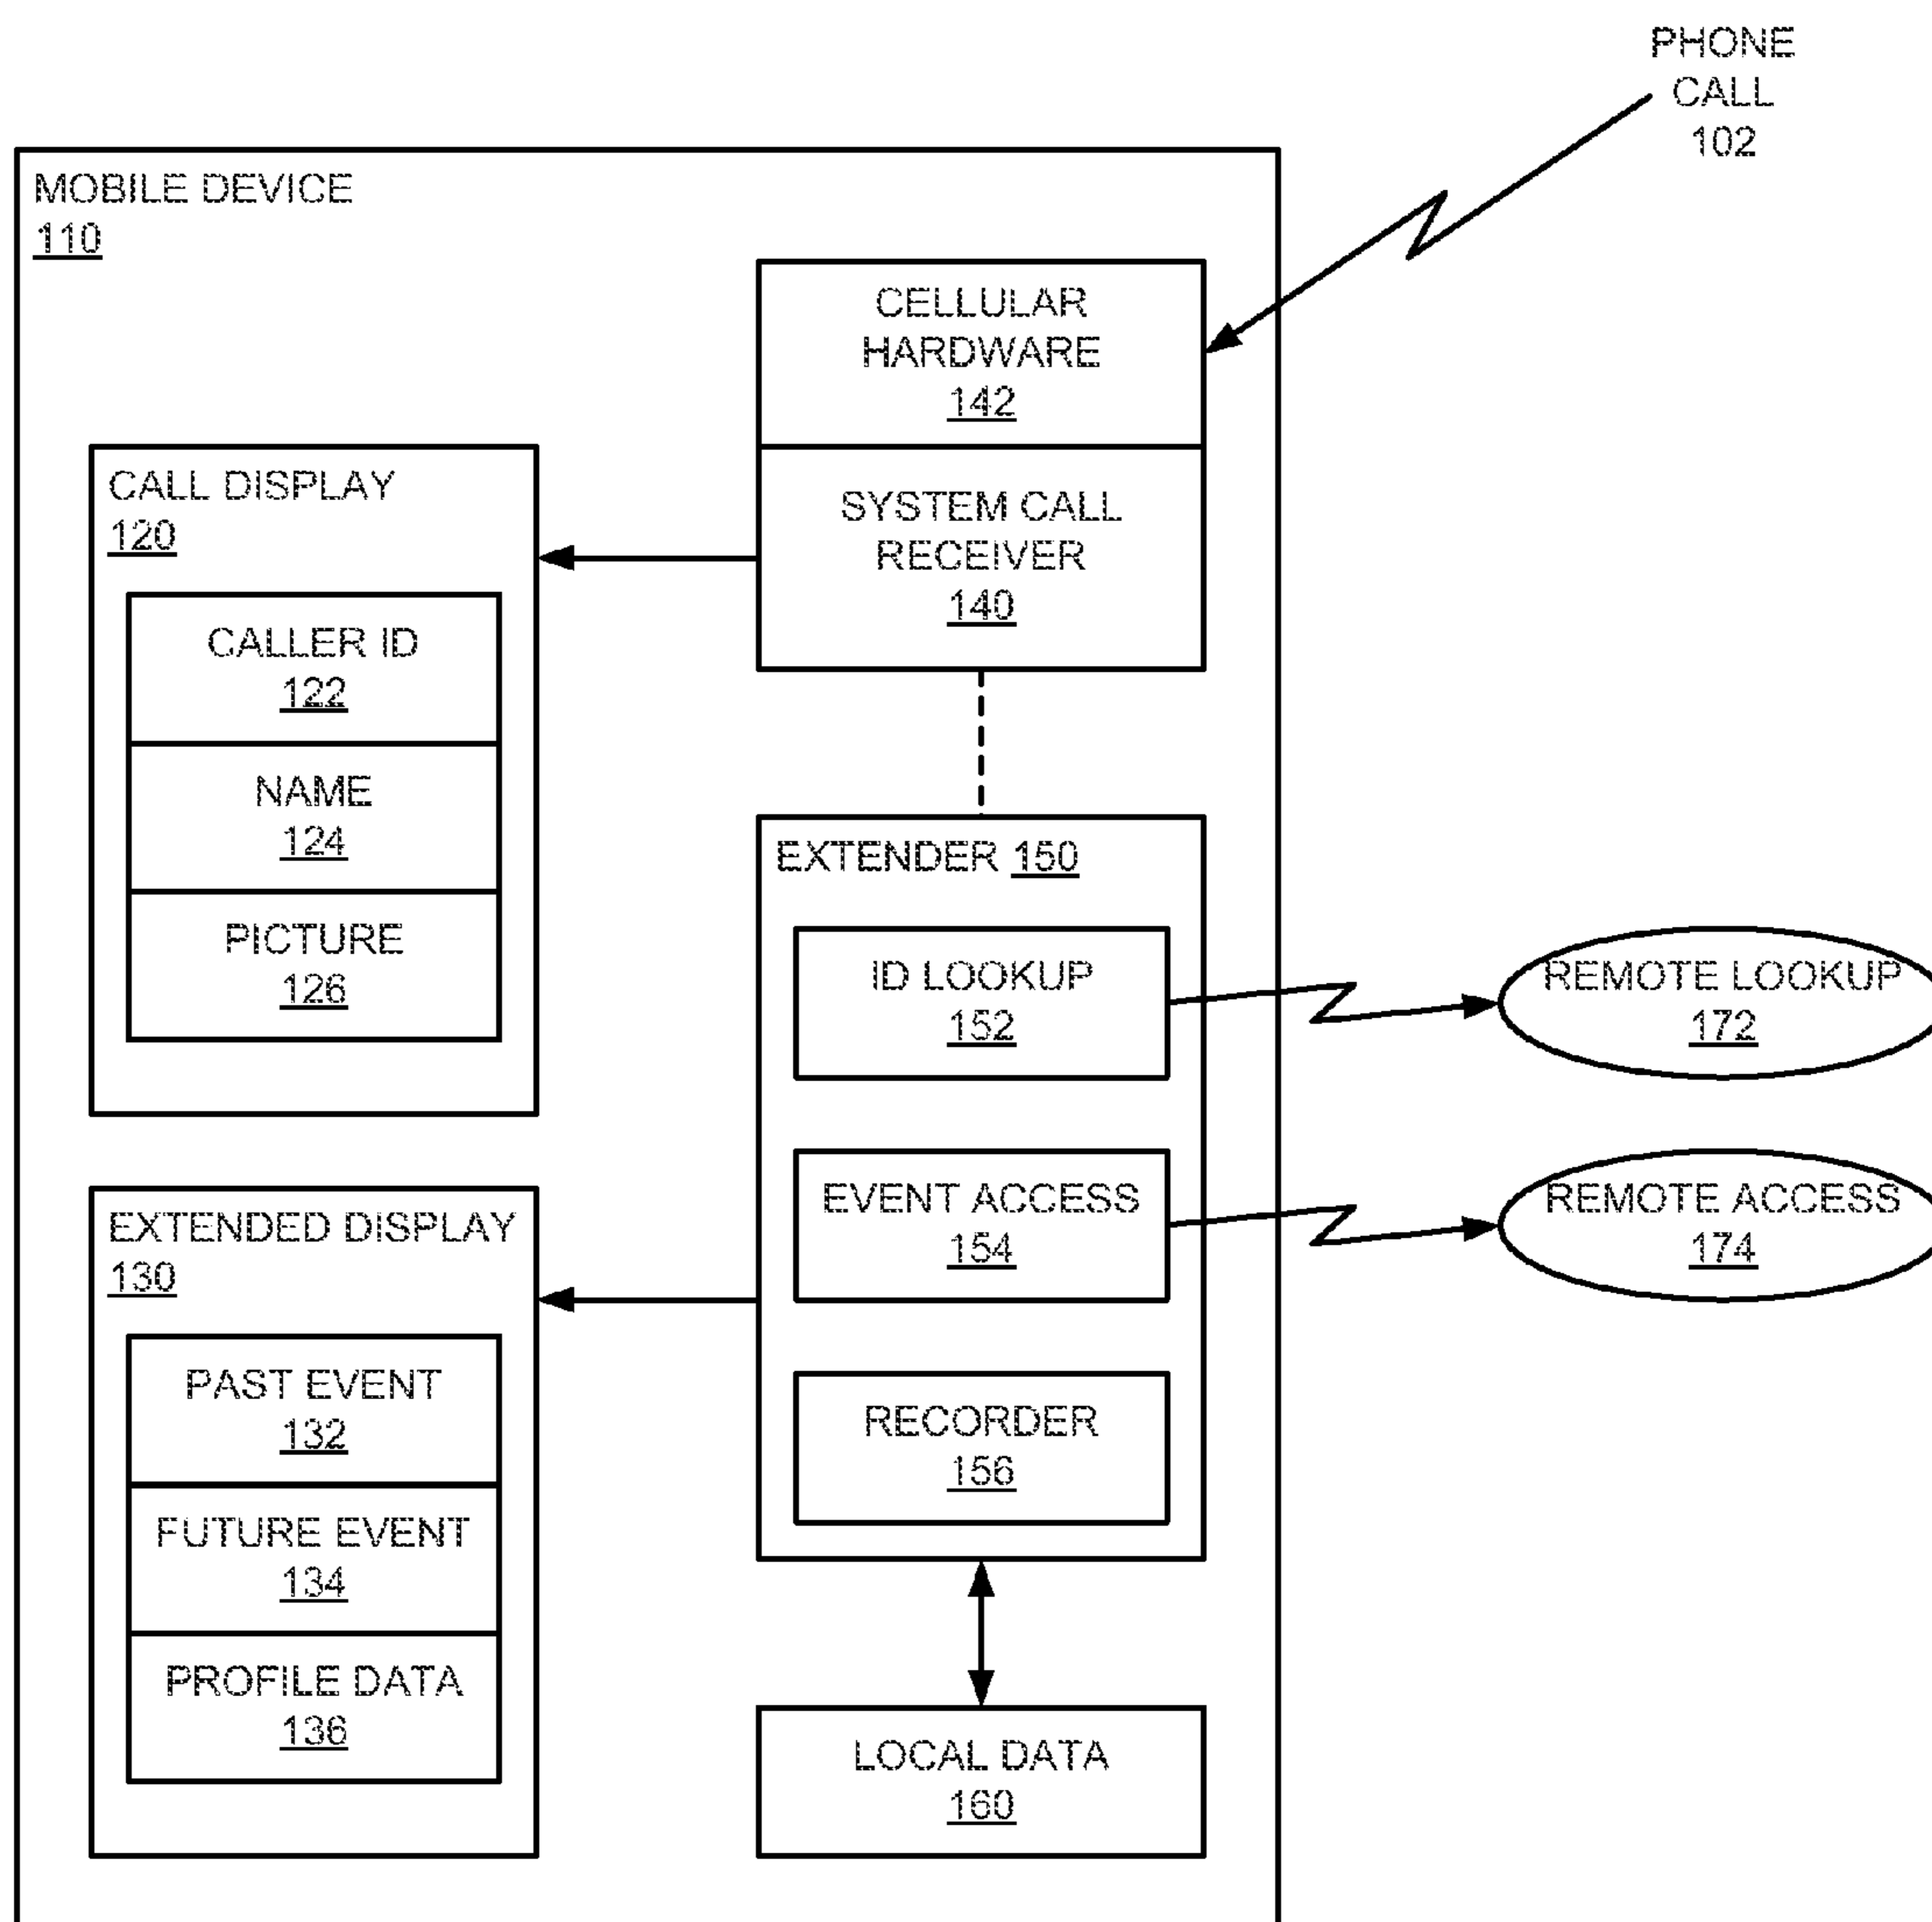 PHONE
CALL
102
MOBILE DEVICE
110
CELLULAR
HARDWARE
142
SYSTEM CALL
RECEIVER
140
CALL DISPLAY
120
CALLER ID
122
NAME
124
PICTURE
126
EXTENDER 150
ID LOOKUP
152
REMOTE LOOKUP
172
EVENT ACCESS
154
REMOTE ACCESS
174
RECORDER
156
EXTENDED DISPLAY
130
PAST EVENT
132
FUTURE EVENT
134
PROFILE DATA
136
LOCAL DATA
160